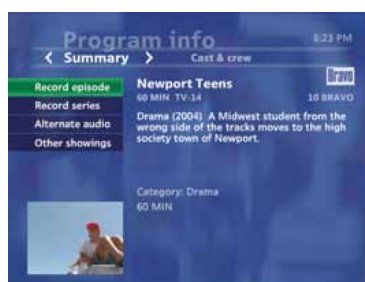 Program info
6:23 PM
< Summary >
Cast & crew
Bravo
Record episode
Record series
Alternate audio
Other showings
Newport Teens
60 MIN TV-14
10 BRAVO
Drama (2004) A Midwest student from the
wrong side of the tracks moves to the high
society town of Newport.
Category: Drama
60 MIN